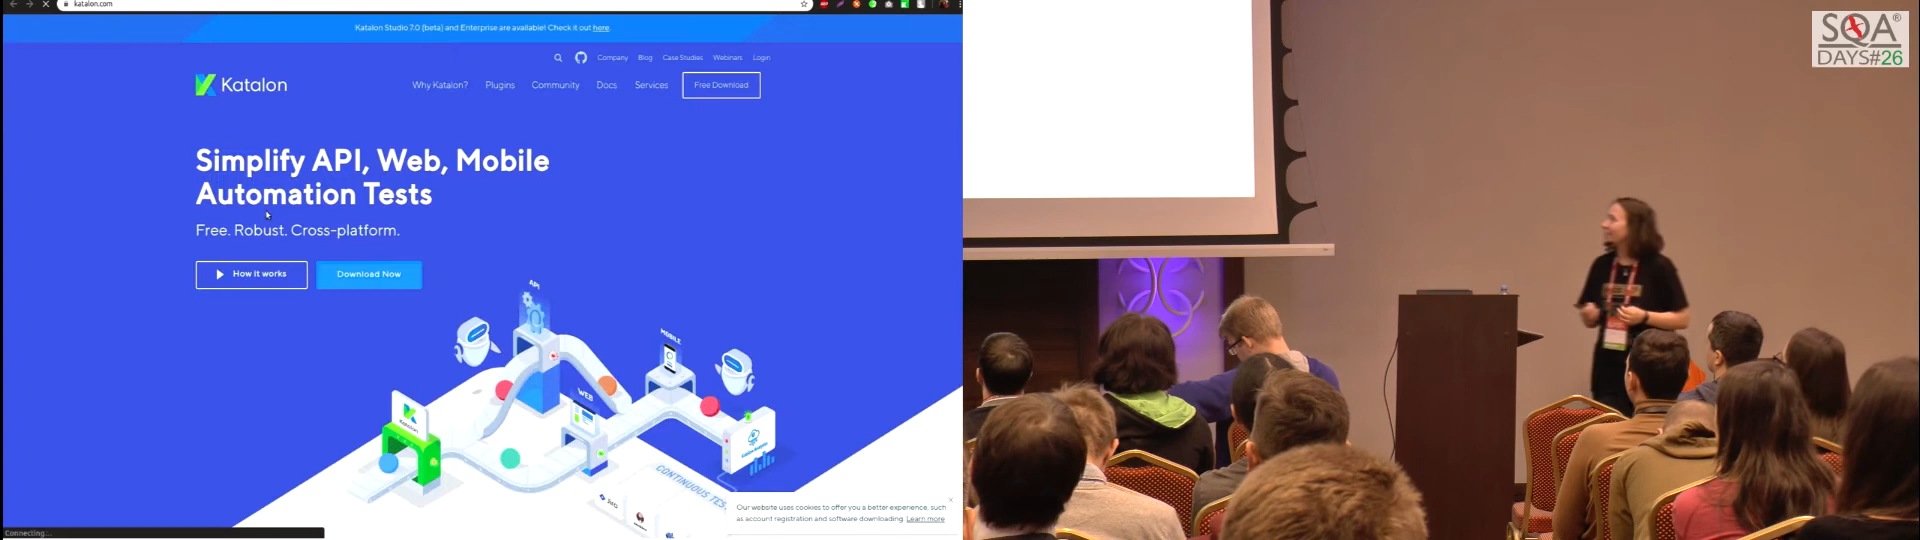 katalon.com
Katalon Studio 7.0 (beta) and Enterprise are available! Check it out here.
Company Blog Case Studies Webinars Login
Katalon
Why Katalon? Plugins Community Docs Services Free Download
Simplify API, Web, Mobile
Automation Tests
Free. Robust. Cross-platform.
How it works Download Now
API
MOBILE
WEB
CONTINUOUS TES
Our website uses cookies to offer you a better experience, such
as account registration and software downloading. Learn more
Connecting...
SQA®
DAYS#26